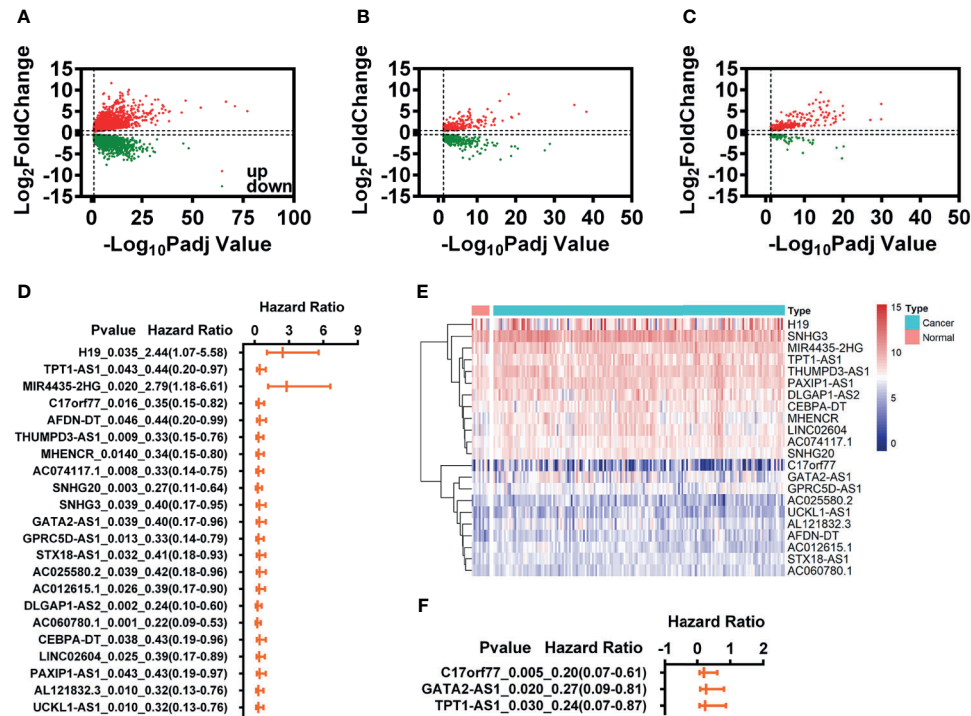 A
B
C
Log2FoldChange
15
10
5
0
-5
-10
-15
0
25
50
75
100
-Log10Padj Value
up
down
Log2FoldChange
15
10
5
0
-5
-10
-15
0
10
20
30
40
50
-Log10Padj Value
Log2FoldChange
15
10
5
0
-5
-10
-15
0
10
20
30
40
50
-Log10Padj Value
D
Hazard Ratio
Pvalue Hazard Ratio
0
3
6
9
H19_0.035_2.44(1.07-5.58)
TPT1-AS1_0.043_0.44(0.20-0.97)
MIR4435-2HG_0.020_2.79(1.18-6.61)
C17orf77_0.016_0.35(0.15-0.82)
AFDN-DT_0.046_0.44(0.20-0.99)
THUMPD3-AS1_0.009_0.33(0.15-0.76)
MHENCR_0.0140_0.34(0.15-0.80)
AC074117.1_0.008_0.33(0.14-0.75)
SNHG20_0.003_0.27(0.11-0.64)
SNHG3_0.039_0.40(0.17-0.95)
GATA2-AS1_0.039_0.40(0.17-0.96)
GPRC5D-AS1_0.013_0.33(0.14-0.79)
STX18-AS1_0.032_0.41(0.18-0.93)
AC025580.2_0.039_0.42(0.18-0.96)
AC012615.1_0.026_0.39(0.17-0.90)
DLGAP1-AS2_0.002_0.24(0.10-0.60)
AC060780.1_0.001_0.22(0.09-0.53)
CEBPA-DT_0.038_0.43(0.19-0.96)
LINC02604_0.025_0.39(0.17-0.89)
PAXIP1-AS1_0.043_0.43(0.19-0.97)
AL121832.3_0.010_0.32(0.13-0.76)
UCKL1-AS1_0.010_0.32(0.13-0.76)
E
Type
H19
SNHG3
MIR4435-2HG
TPT1-AS1
THUMPD3-AS1
PAXIP1-AS1
DLGAP1-AS2
CEBPA-DT
MHENCR
LINC02604
AC074117.1
SNHG20
C17orf77
GATA2-AS1
GPRC5D-AS1
AC025580.2
UCKL1-AS1
AL121832.3
AFDN-DT
AC012615.1
STX18-AS1
AC060780.1
15
10
5
0
Type
Cancer
Normal
F
Hazard Ratio
Pvalue Hazard Ratio
-1
0
1
2
C17orf77_0.005_0.20(0.07-0.61)
GATA2-AS1_0.020_0.27(0.09-0.81)
TPT1-AS1_0.030_0.24(0.07-0.87)